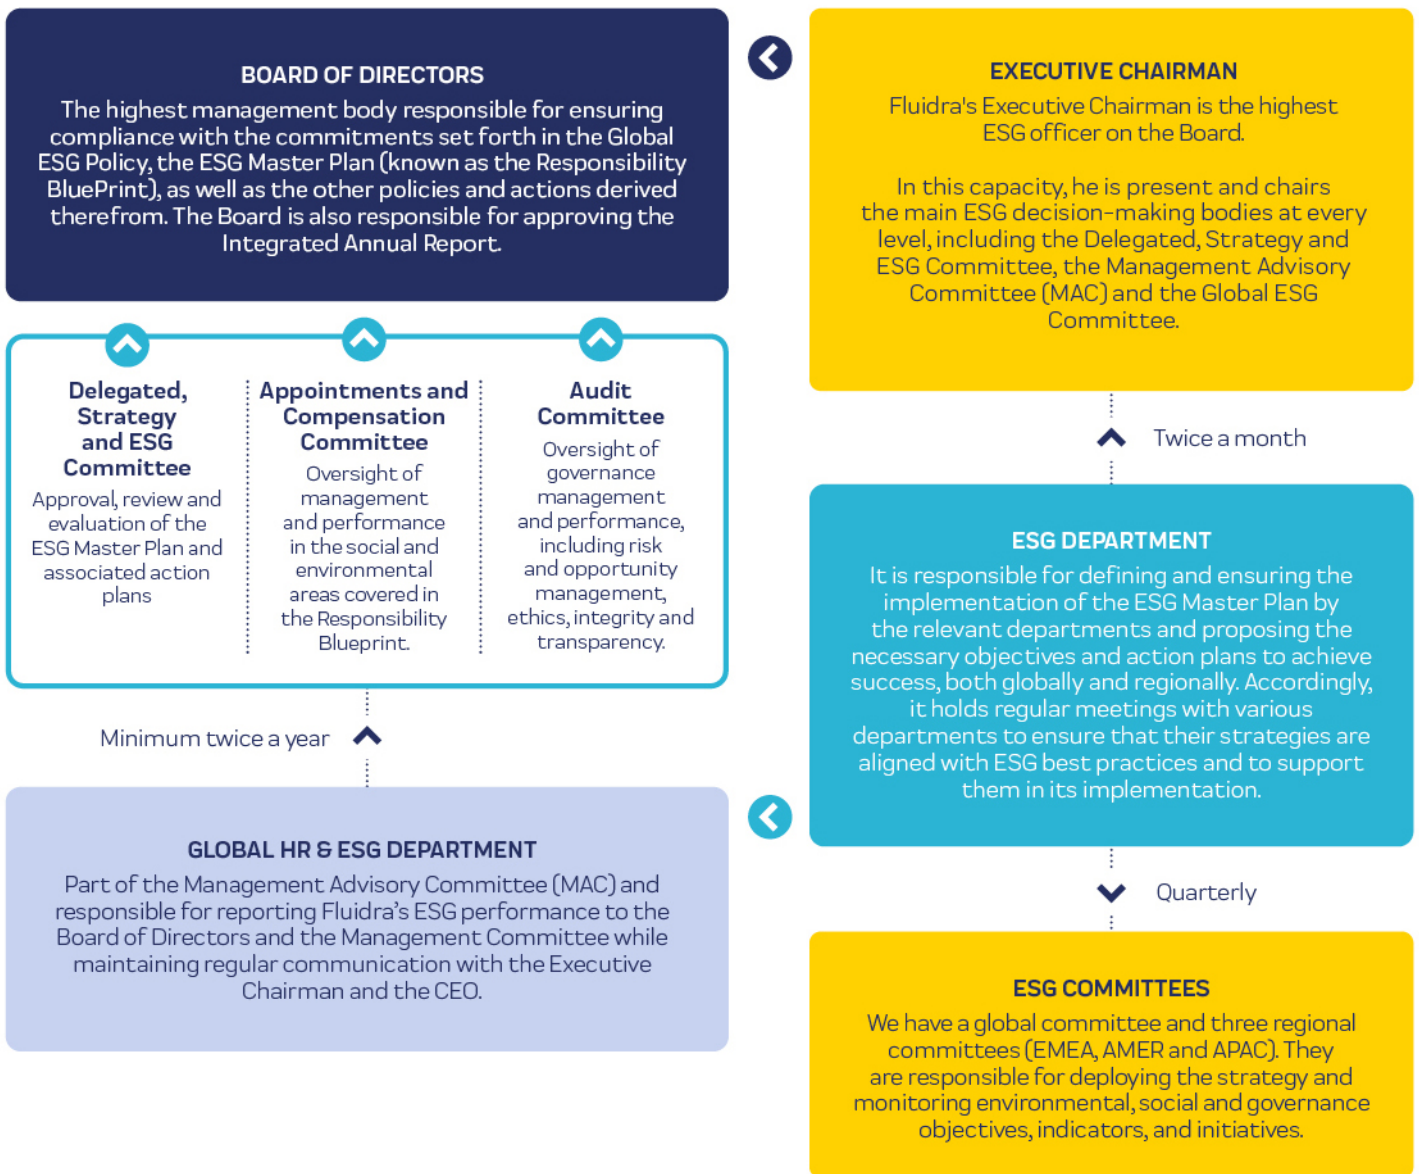 BOARD OF DIRECTORS
The highest management body responsible for ensuring
compliance with the commitments set forth in the Global
ESG Policy, the ESG Master Plan (known as the Responsibility
BluePrint), as well as the other policies and actions derived
therefrom. The Board is also responsible for approving the
Integrated Annual Report.
EXECUTIVE CHAIRMAN
Fluidra's Executive Chairman is the highest
ESG officer on the Board.
In this capacity, he is present and chairs
the main ESG decision-making bodies at every
level, including the Delegated, Strategy and
ESG Committee, the Management Advisory
Committee (MAC) and the Global ESG
Committee.
Delegated,
Strategy
and ESG
Committee
Approval, review and
evaluation of the
ESG Master Plan and
associated action
plans
Appointments and
Compensation
Committee
Oversight of
management
and performance
in the social and
environmental
areas covered in
the Responsibility
Blueprint.
Audit
Committee
Oversight of
governance
management
and performance,
including risk
and opportunity
management,
ethics, integrity and
transparency.
Twice a month
ESG DEPARTMENT
It is responsible for defining and ensuring the
implementation of the ESG Master Plan by
the relevant departments and proposing the
necessary objectives and action plans to achieve
success, both globally and regionally. Accordingly,
it holds regular meetings with various
departments to ensure that their strategies are
aligned with ESG best practices and to support
them in its implementation.
Minimum twice a year
GLOBAL HR & ESG DEPARTMENT
Part of the Management Advisory Committee (MAC) and
responsible for reporting Fluidra’s ESG performance to the
Board of Directors and the Management Committee while
maintaining regular communication with the Executive
Chairman and the CEO.
Quarterly
ESG COMMITTEES
We have a global committee and three regional
committees (EMEA, AMER and APAC). They
are responsible for deploying the strategy and
monitoring environmental, social and governance
objectives, indicators, and initiatives.